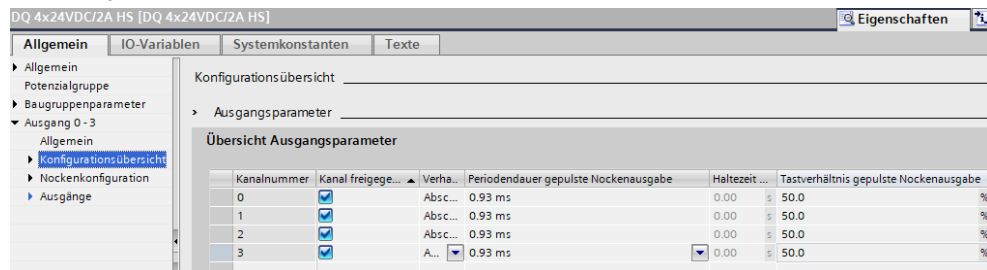 DQ 4x24VDC/2A HS [DQ 4x24VDC/2A HS]
Eigenschaften
Allgemein IO-Variablen Systemkonstanten Texte
Allgemein
Potenzialgruppe
Baugruppenparameter
Ausgang 0 - 3
Allgemein
Konfigurationsübersicht
Nockenkonfiguration
Ausgänge
Konfigurationsübersicht
Ausgangsparameter
Übersicht Ausgangsparameter
Kanalnummer Kanal freigege... Verha.. Periodendauer gepulste Nockenausgabe Haltezeit ... Tastverhältnis gepulste Nockenausgabe
0 Absc... 0.93 ms 0.00 s 50.0 %
1 Absc... 0.93 ms 0.00 s 50.0 %
2 Absc... 0.93 ms 0.00 s 50.0 %
3 A... 0.93 ms 0.00 s 50.0 %